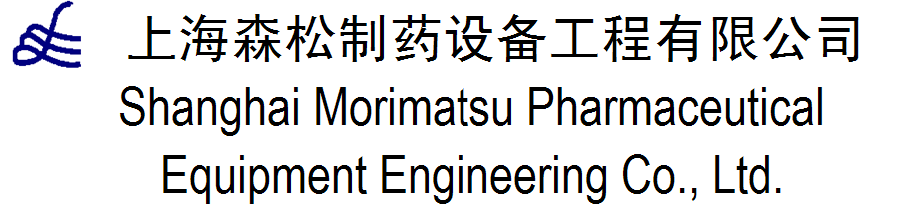 上海森松制药设备工程有限公司
Shanghai Morimatsu Pharmaceutical
Equipment Engineering Co., Ltd.